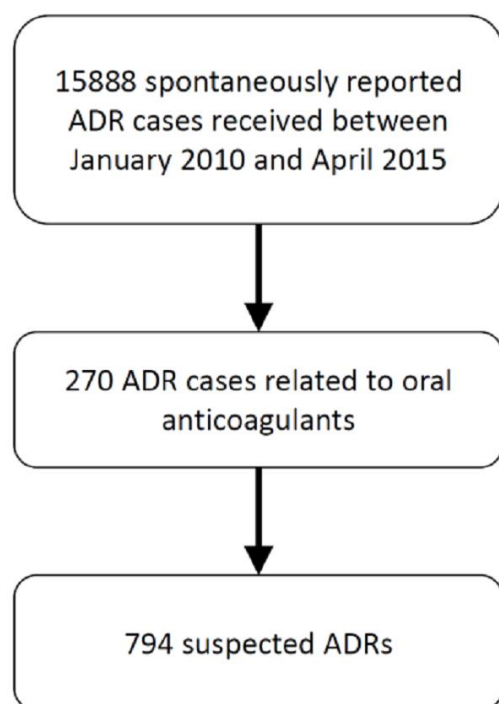 15888 spontaneously reported
ADR cases received between
January 2010 and April 2015
270 ADR cases related to oral
anticoagulants
794 suspected ADRs